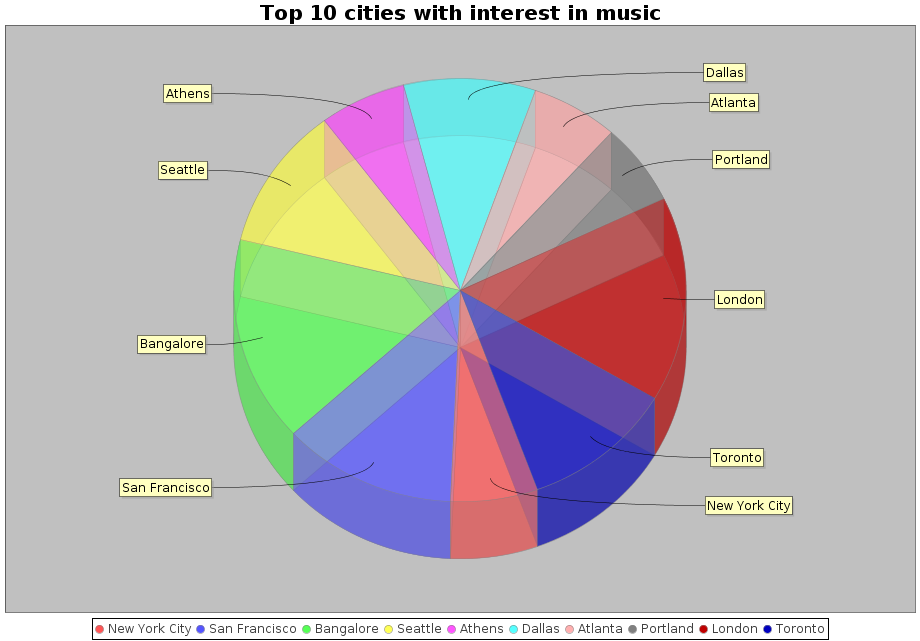 Top 10 cities with interest in music
Dallas
Athens
Atlanta
Portland
Seattle
London
Bangalore
Toronto
San Francisco
New York City
New York City San Francisco Bangalore Seattle Athens Dallas Atlanta Portland London Toronto